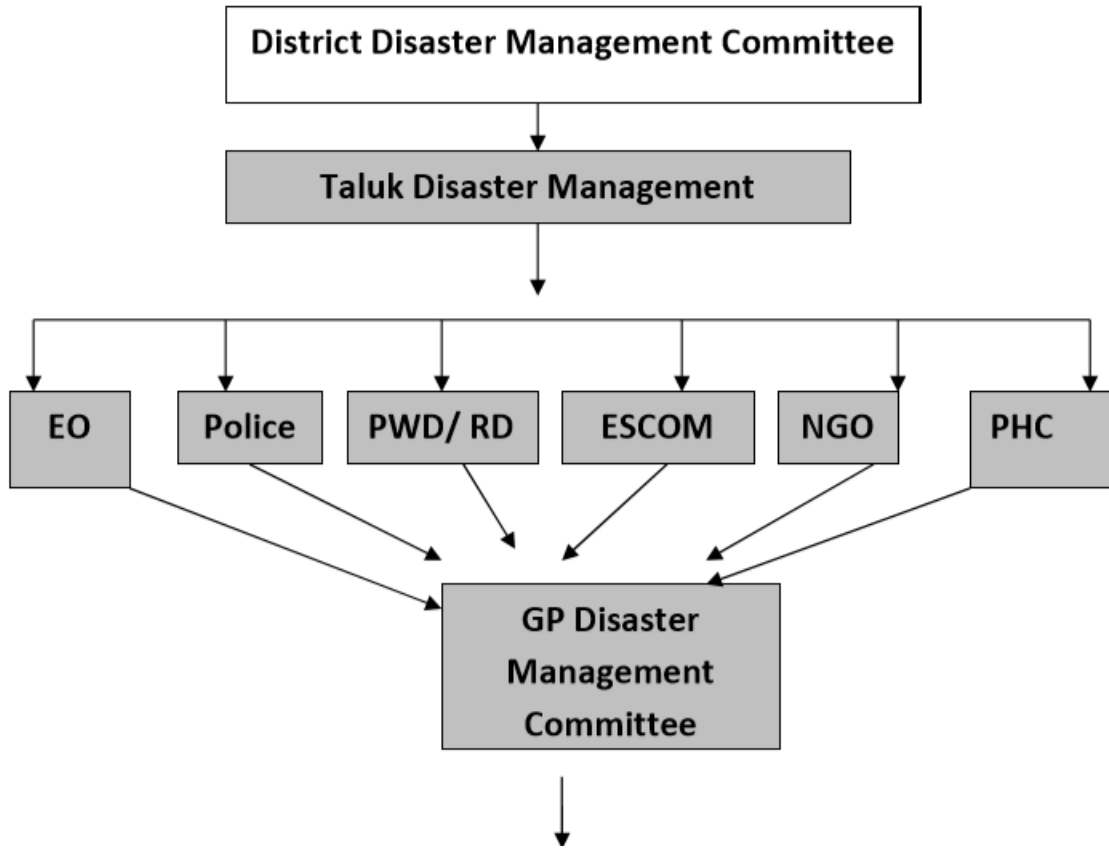 District Disaster Management Committee
Taluk Disaster Management
EO
Police
PWD/ RD
ESCOM
NGO
PHC
GP Disaster
Management
Committee